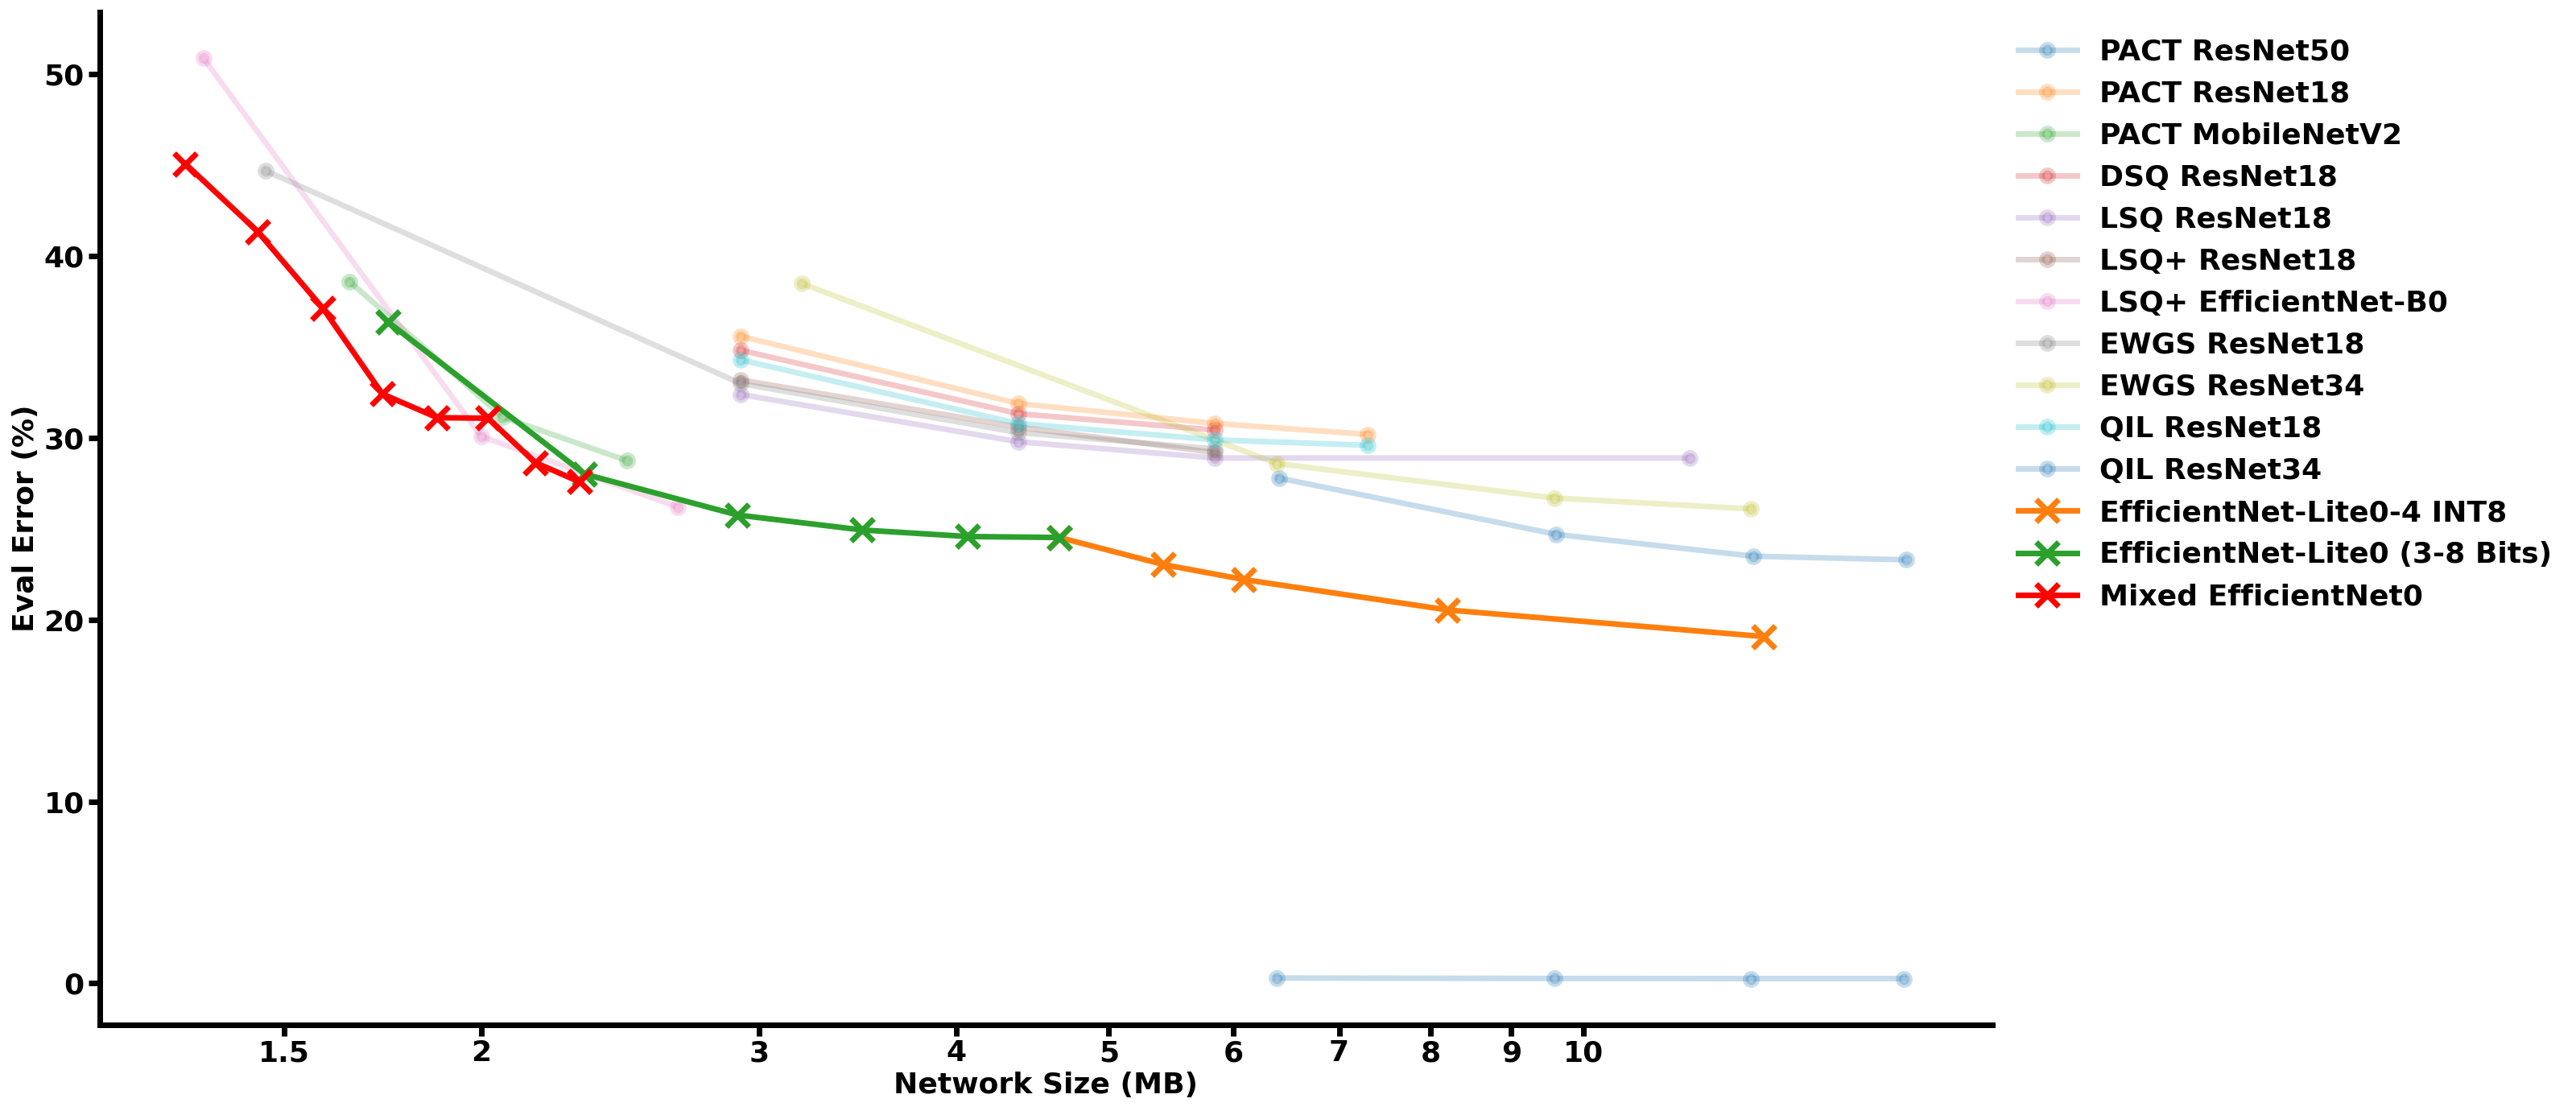 50
40
30
20
10
0
Eval Error (%)
1.5 2 3 4 5 6 7 8 9 10
Network Size (MB)
PACT ResNet50
PACT ResNet18
PACT MobileNetV2
DSQ ResNet18
LSQ ResNet18
LSQ+ ResNet18
LSQ+ EfficientNet-B0
EWGS ResNet18
EWGS ResNet34
QIL ResNet18
QIL ResNet34
EfficientNet-Lite0-4 INT8
EfficientNet-Lite0 (3-8 Bits)
Mixed EfficientNet0